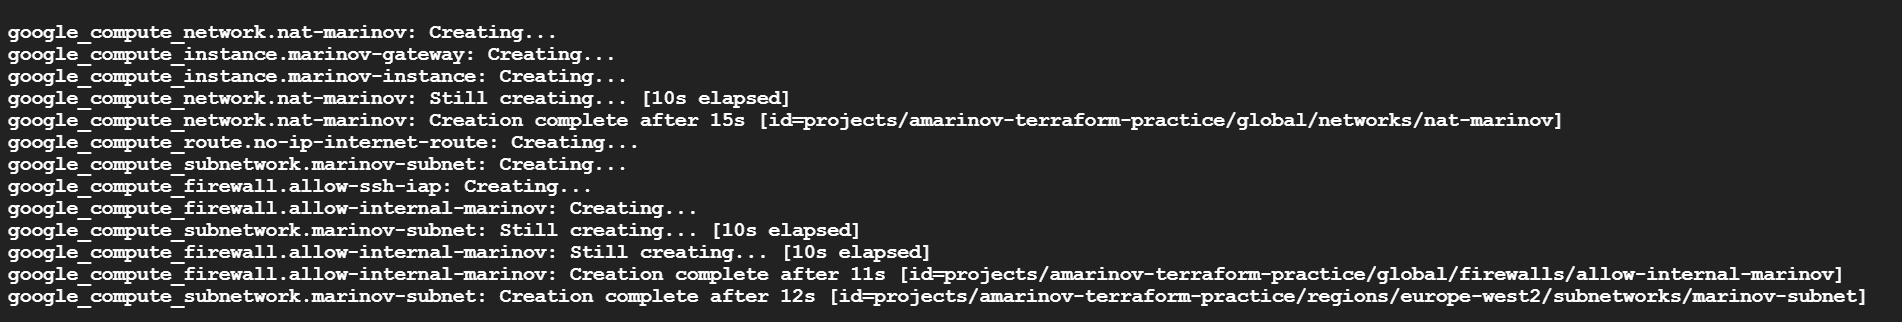 google_compute_network.nat-marinov: Creating...
google_compute_instance.marinov-gateway: Creating...
google_compute_instance.marinov-instance: Creating...
google_compute_network.nat-marinov: Still creating... [10s elapsed]
google_compute_network.nat-marinov: Creation complete after 15s [id=projects/amarinov-terraform-practice/global/networks/nat-marinov]
google_compute_route.no-ip-internet-route: Creating...
google_compute_subnetwork.marinov-subnet: Creating...
google_compute_firewall.allow-ssh-iap: Creating...
google_compute_firewall.allow-internal-marinov: Creating...
google_compute_subnetwork.marinov-subnet: Still creating... [10s elapsed]
google_compute_firewall.allow-internal-marinov: Still creating... [10s elapsed]
google_compute_firewall.allow-internal-marinov: Creation complete after 11s [id=projects/amarinov-terraform-practice/global/firewalls/allow-internal-marinov]
google_compute_subnetwork.marinov-subnet: Creation complete after 12s [id=projects/amarinov-terraform-practice/regions/europe-west2/subnetworks/marinov-subnet]